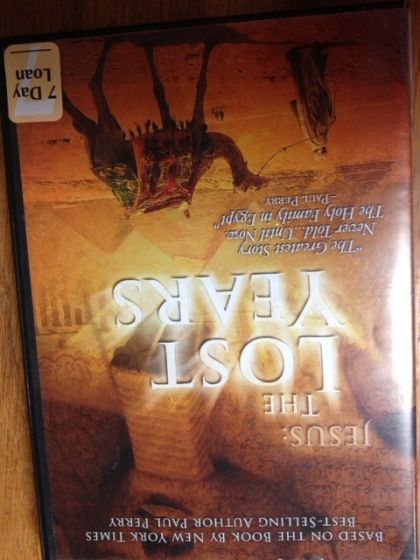 BASED ON THE BOOK BY NEW YORK TIMES
BEST-SELLING AUTHOR PAUL PERRY
JESUS:
THE
LOST
YEARS
"The Greatest Story
Never Told...Until Now.
The Holy Family in Egypt"
—PAUL PERRY
7 Day
Loan
7